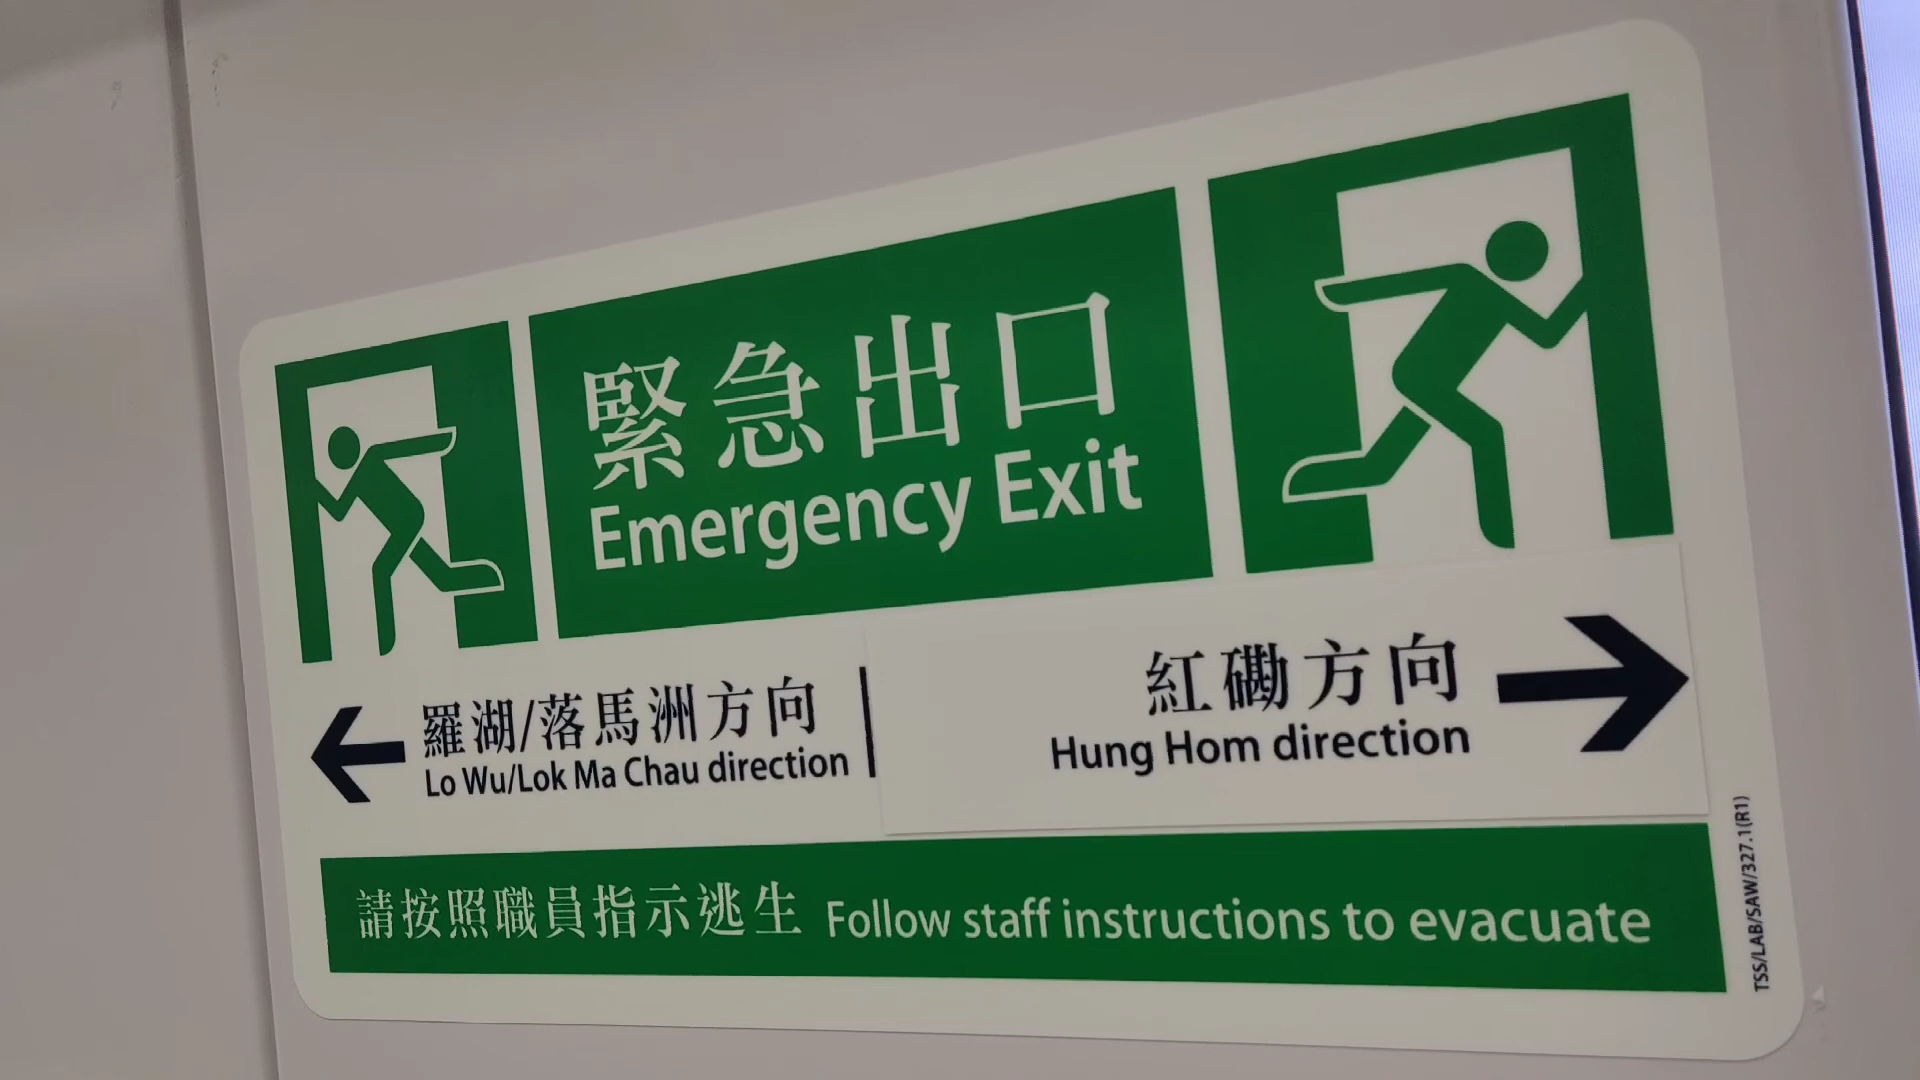 緊急出口
Emergency Exit
羅湖/落馬洲方向
Lo Wu/Lok Ma Chau direction
紅磡方向
Hung Hom direction
請按照職員指示逃生 Follow staff instructions to evacuate
TSS/LAB/SAW/327.1(R1)